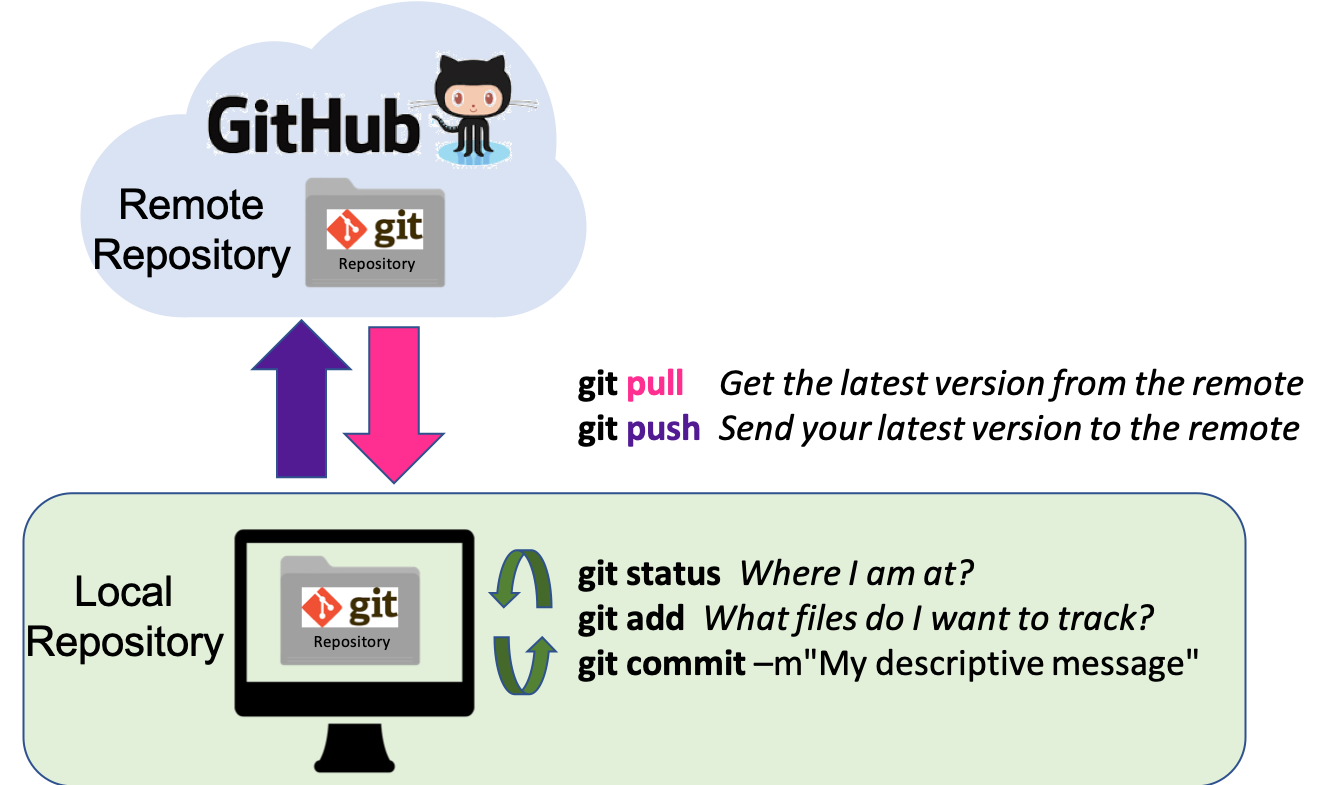 GitHub
Remote
Repository
git
Repository
git pull Get the latest version from the remote
git push Send your latest version to the remote
Local
Repository
git
Repository
git status Where I am at?
git add What files do I want to track?
git commit –m"My descriptive message"